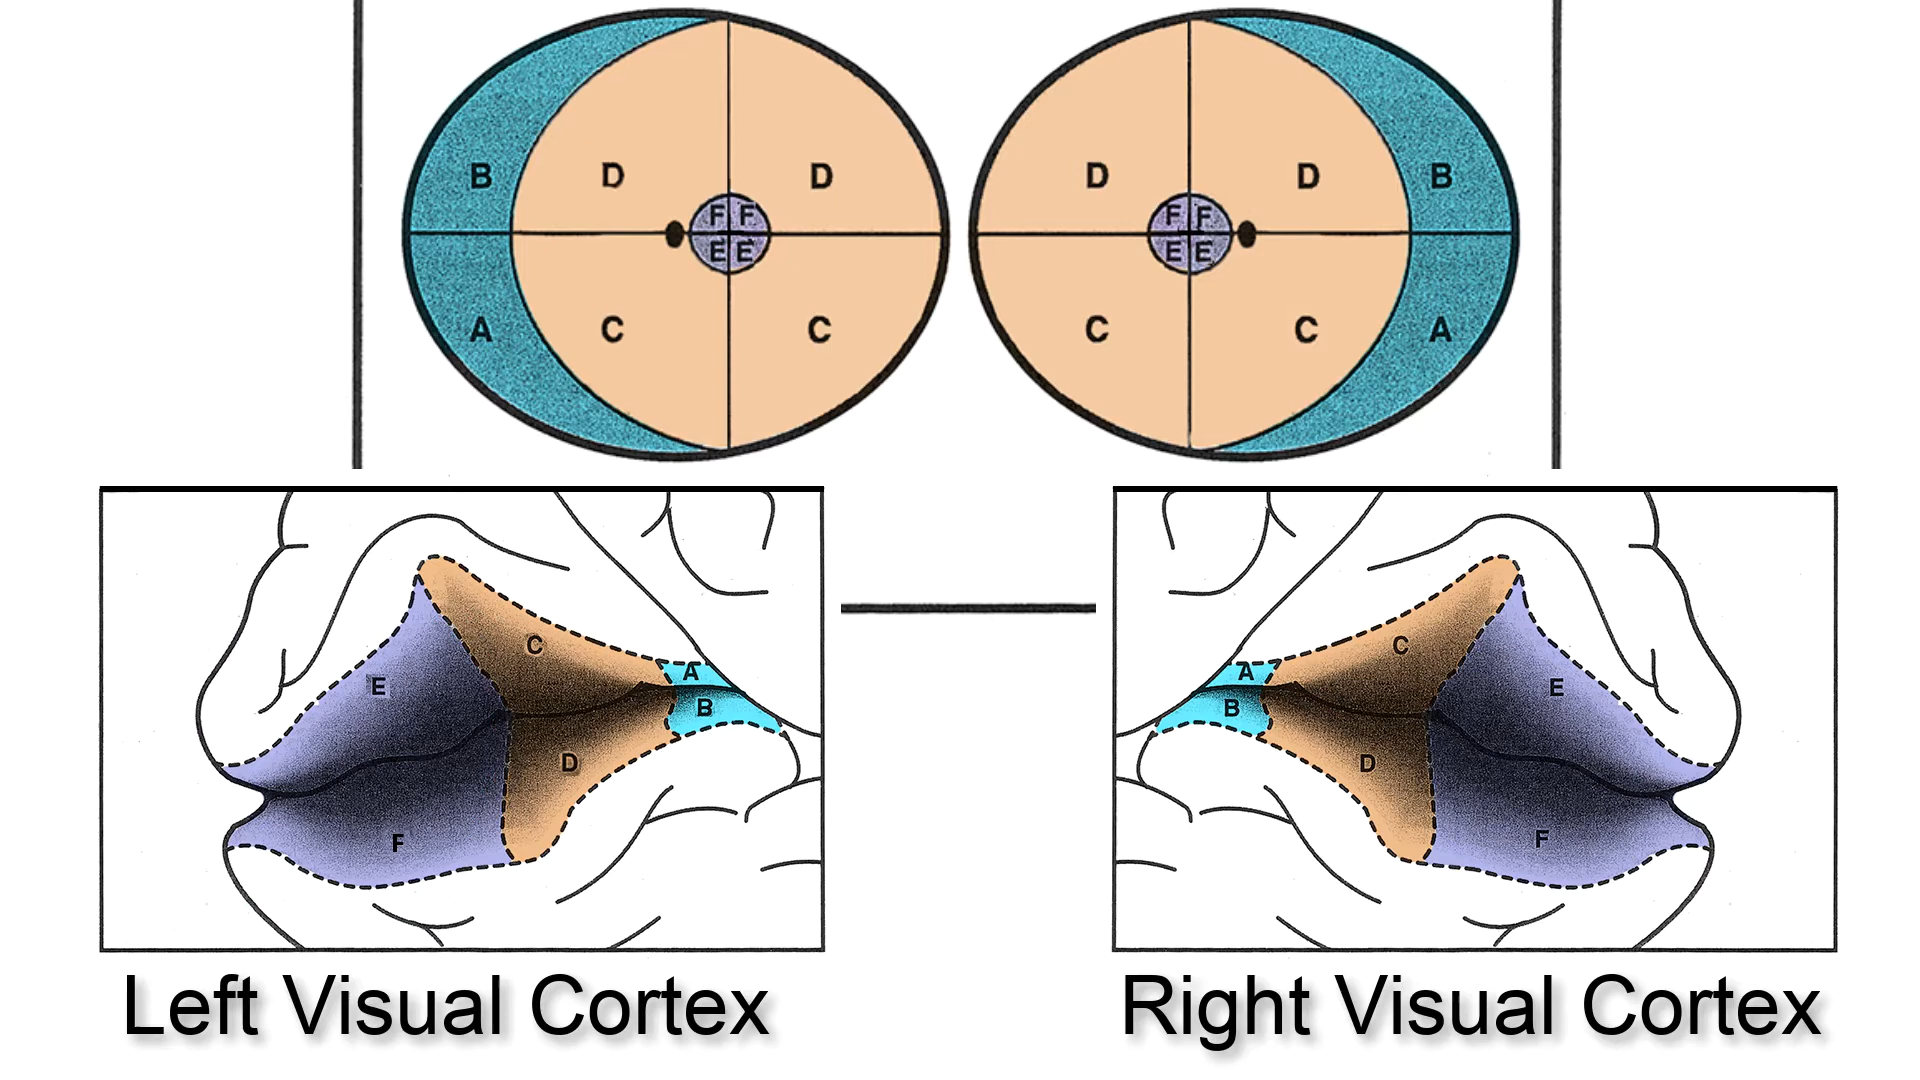 B D D D D B
F F F F
E E E E
A C C C C A
C C
A A
E E
B B
D D
F F
Left Visual Cortex Right Visual Cortex